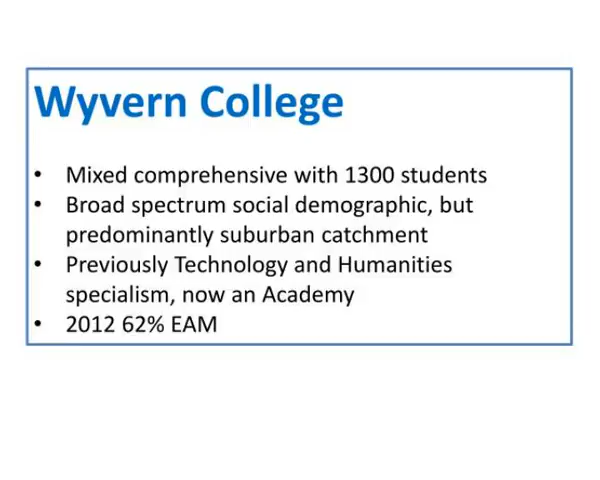 Wyvern College
• Mixed comprehensive with 1300 students
• Broad spectrum social demographic, but
predominantly suburban catchment
• Previously Technology and Humanities
specialism, now an Academy
• 2012 62% EAM